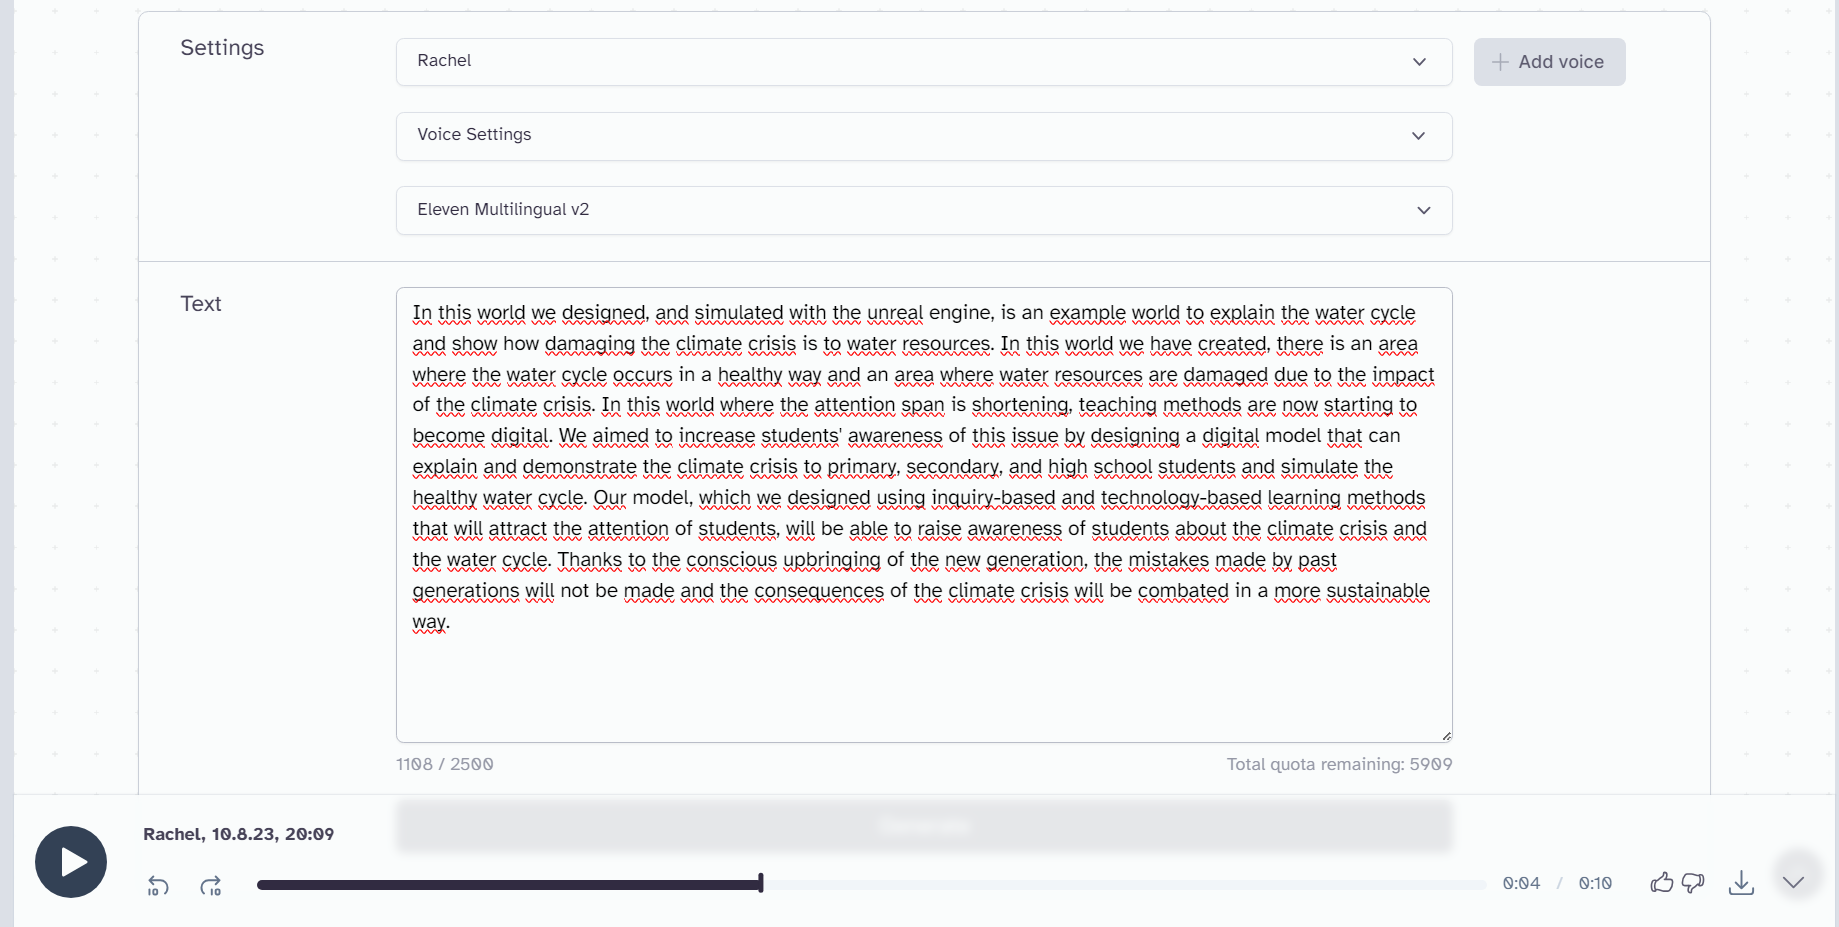 Settings
Rachel
Add voice
Voice Settings
Eleven Multilingual v2
Text
In this world we designed, and simulated with the unreal engine, is an example world to explain the water cycle
and show how damaging the climate crisis is to water resources. In this world we have created, there is an area
where the water cycle occurs in a healthy way and an area where water resources are damaged due to the impact
of the climate crisis. In this world where the attention span is shortening, teaching methods are now starting to
become digital. We aimed to increase students' awareness of this issue by designing a digital model that can
explain and demonstrate the climate crisis to primary, secondary, and high school students and simulate the
healthy water cycle. Our model, which we designed using inquiry-based and technology-based learning methods
that will attract the attention of students, will be able to raise awareness of students about the climate crisis and
the water cycle. Thanks to the conscious upbringing of the new generation, the mistakes made by past
generations will not be made and the consequences of the climate crisis will be combated in a more sustainable
way.
1108 / 2500
Total quota remaining: 5909
Rachel, 10.8.23, 20:09
10
10
0:04 / 0:10